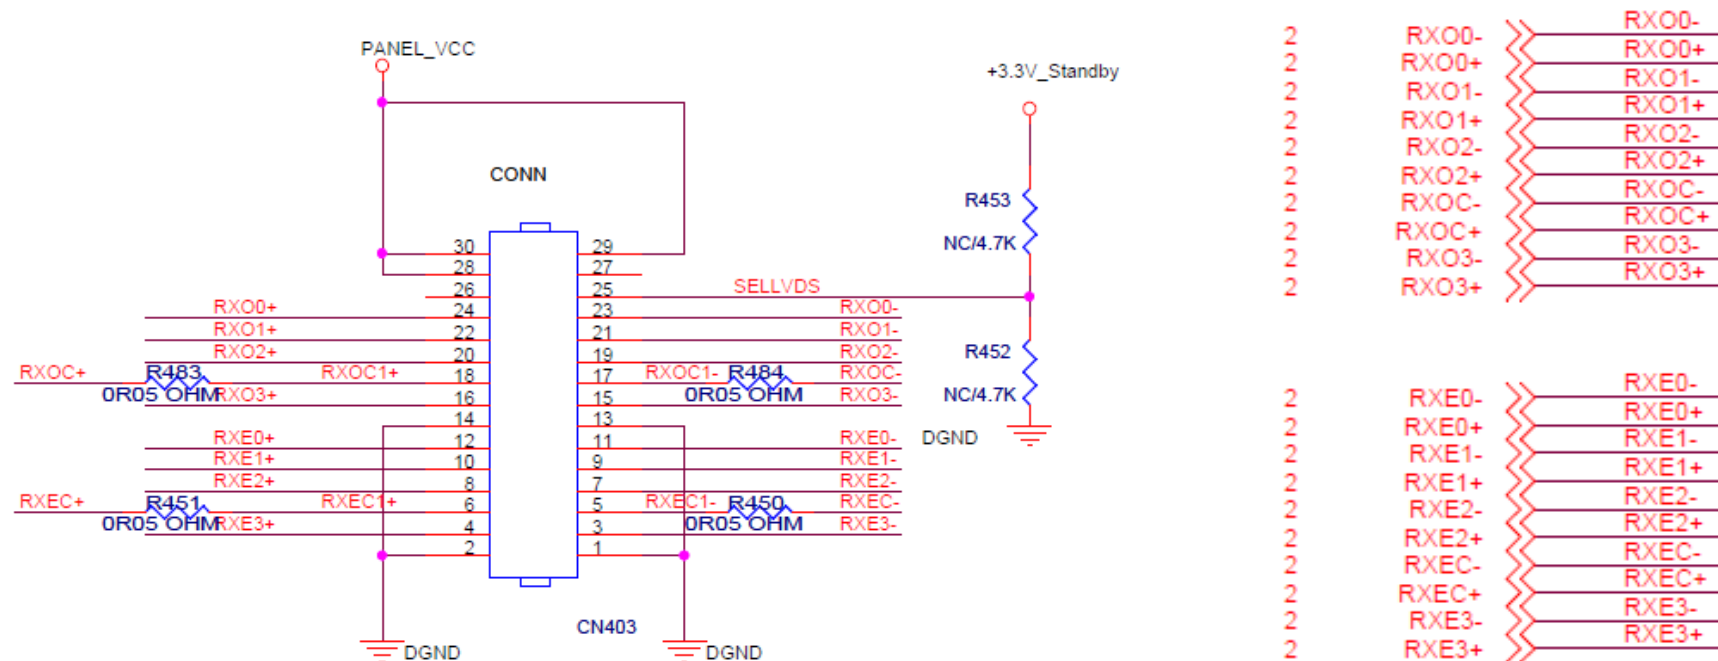 PANEL_VCC
+3.3V_Standby
CONN
R453
NC/4.7K
30 29
28 27
26 25 SELLVDS
RXO0+ 24 23 RXO0-
RXO1+ 22 21 RXO1-
RXO2+ 20 19 RXO2-
RXOC+ R483 RXOC1+ 18 17 RXOC1- R484 RXOC-
0R05 OHM RXO3+ 16 15 0R05 OHM RXO3-
14 13
RXE0+ 12 11 RXE0-
RXE1+ 10 9 RXE1-
RXE2+ 8 7 RXE2-
RXEC+ R451 RXEC1+ 6 5 RXEC1- R450 RXEC-
0R05 OHM RXE3+ 4 3 0R05 OHM RXE3-
2 1
R452
NC/4.7K
DGND
CN403
DGND
DGND
2 RXO0- RXO0-
2 RXO0+ RXO0+
2 RXO1- RXO1-
2 RXO1+ RXO1+
2 RXO2- RXO2-
2 RXO2+ RXO2+
2 RXOC- RXOC-
2 RXOC+ RXOC+
2 RXO3- RXO3-
2 RXO3+ RXO3+
2 RXE0- RXE0-
2 RXE0+ RXE0+
2 RXE1- RXE1-
2 RXE1+ RXE1+
2 RXE2- RXE2-
2 RXE2+ RXE2+
2 RXEC- RXEC-
2 RXEC+ RXEC+
2 RXE3- RXE3-
2 RXE3+ RXE3+